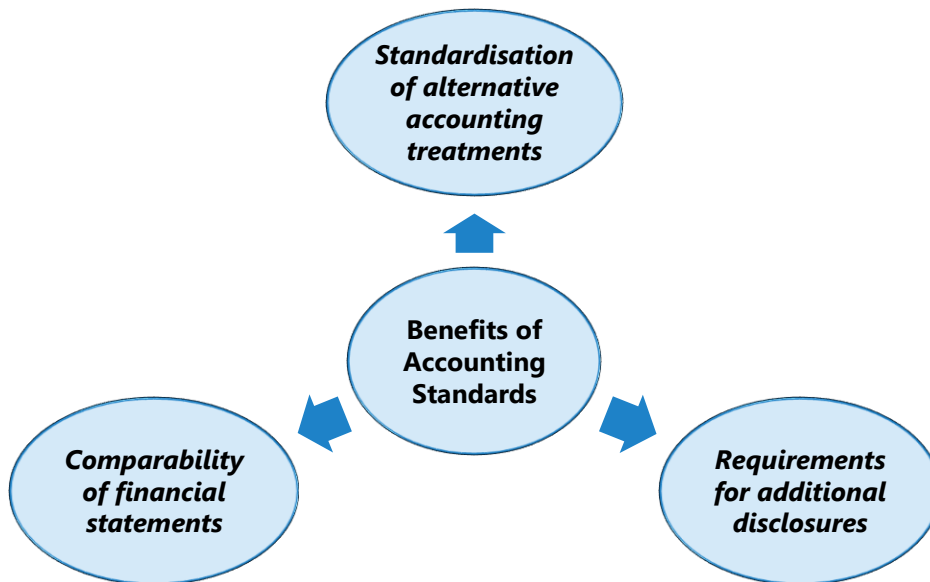 Standardisation
of alternative
accounting
treatments
Benefits of
Accounting
Standards
Comparability
of financial
statements
Requirements
for additional
disclosures